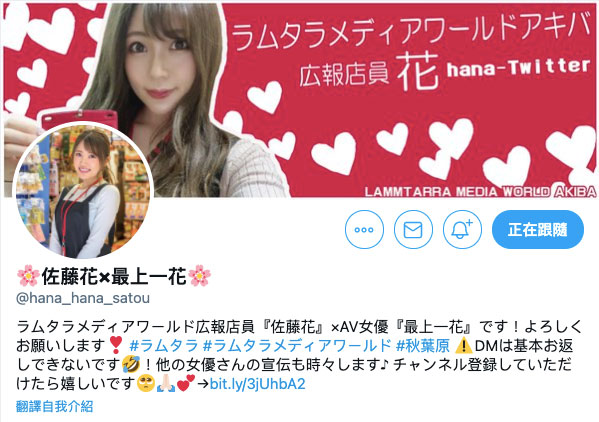 ラムタラメディアワールドアキバ
広報店員 花 hana-Twitter
LAMMTARRA MEDIA WORLD AKIBA
正在跟隨
🌸佐藤花×最上一花🌸
@hana_hana_satou
ラムタラメディアワールド広報店員『佐藤花』×AV女優『最上一花』です！よろしく
お願いします❣️ #ラムタラ #ラムタラメディアワールド #秋葉原 ⚠️DMは基本お返
しできないです🤣！他の女優さんの宣伝も時々します♪ チャンネル登録していただ
けたら嬉しいです🥺🙏🏻💕→bit.ly/3jUhbA2
翻譯自我介紹